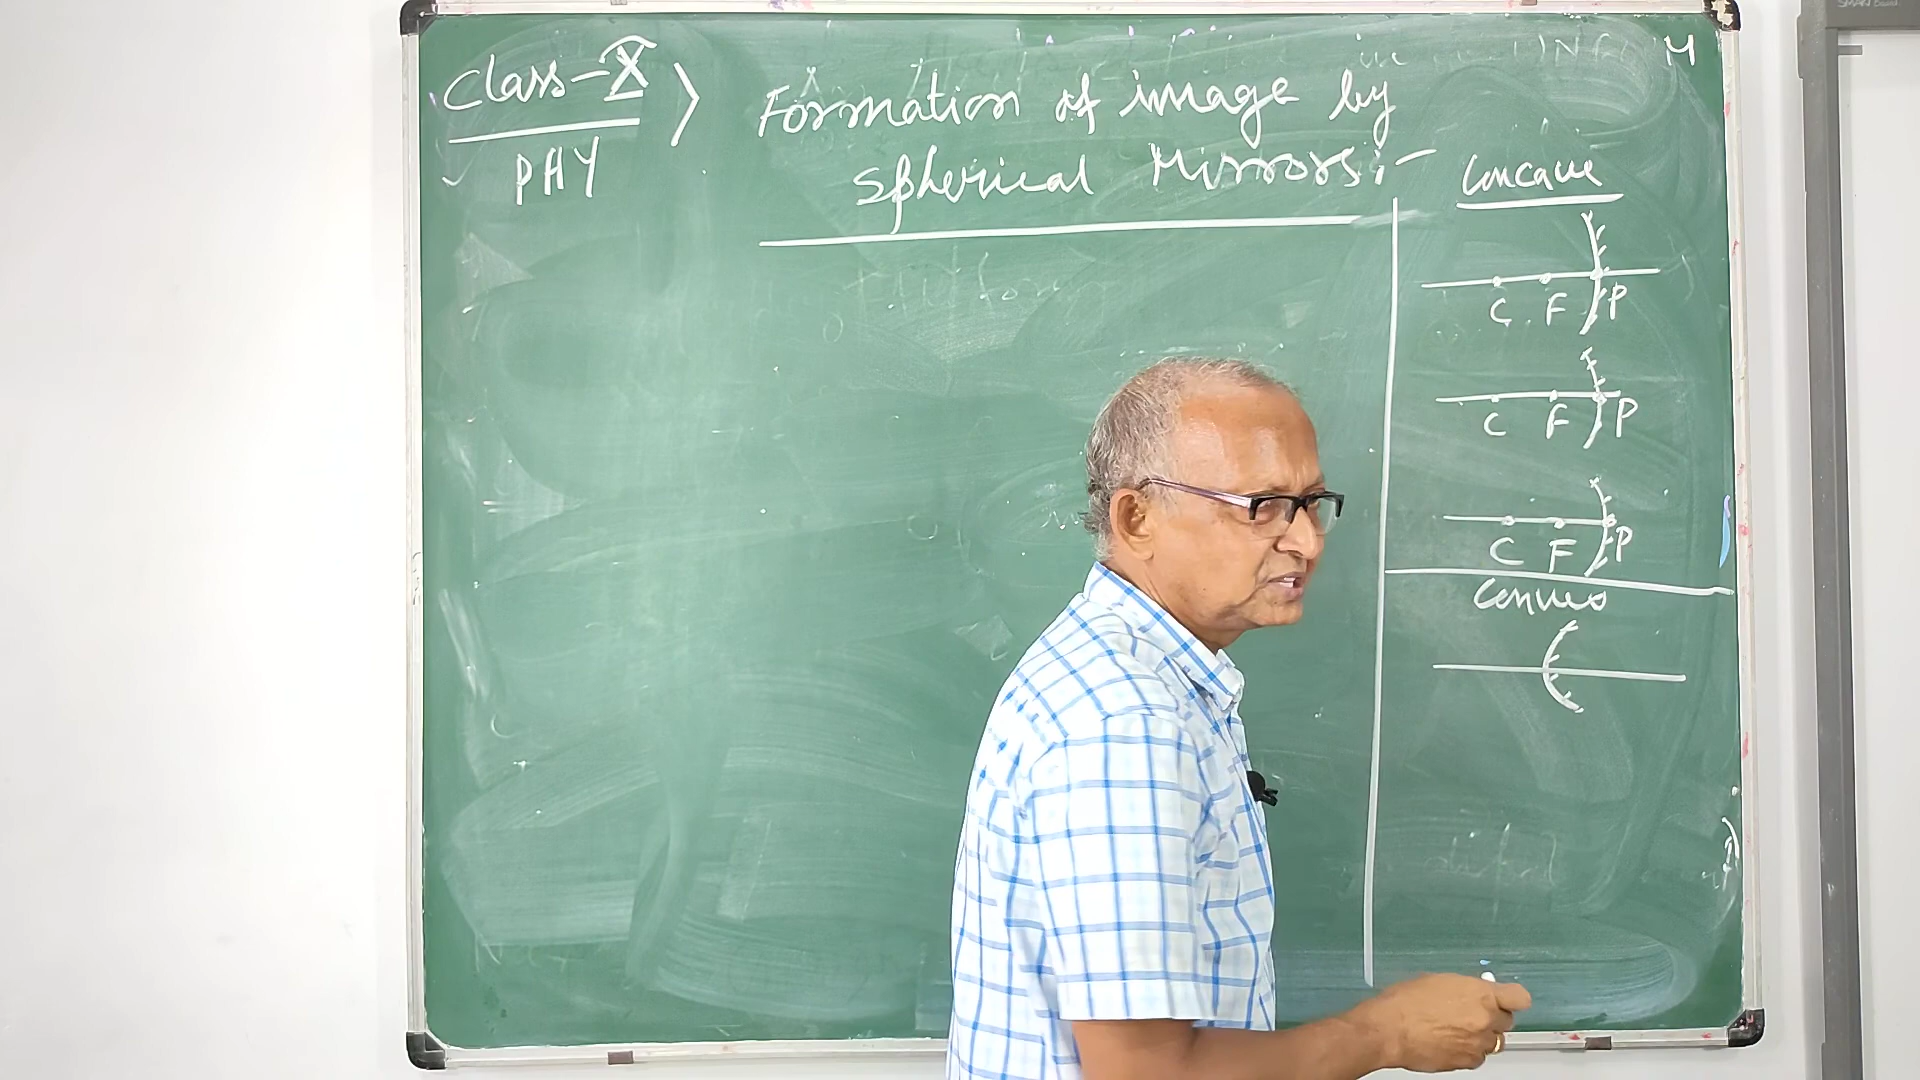 Class-X
PHY
Formation of image by
Spherical Mirrors:-
Concave
C F P
C F P
C F P
Convex